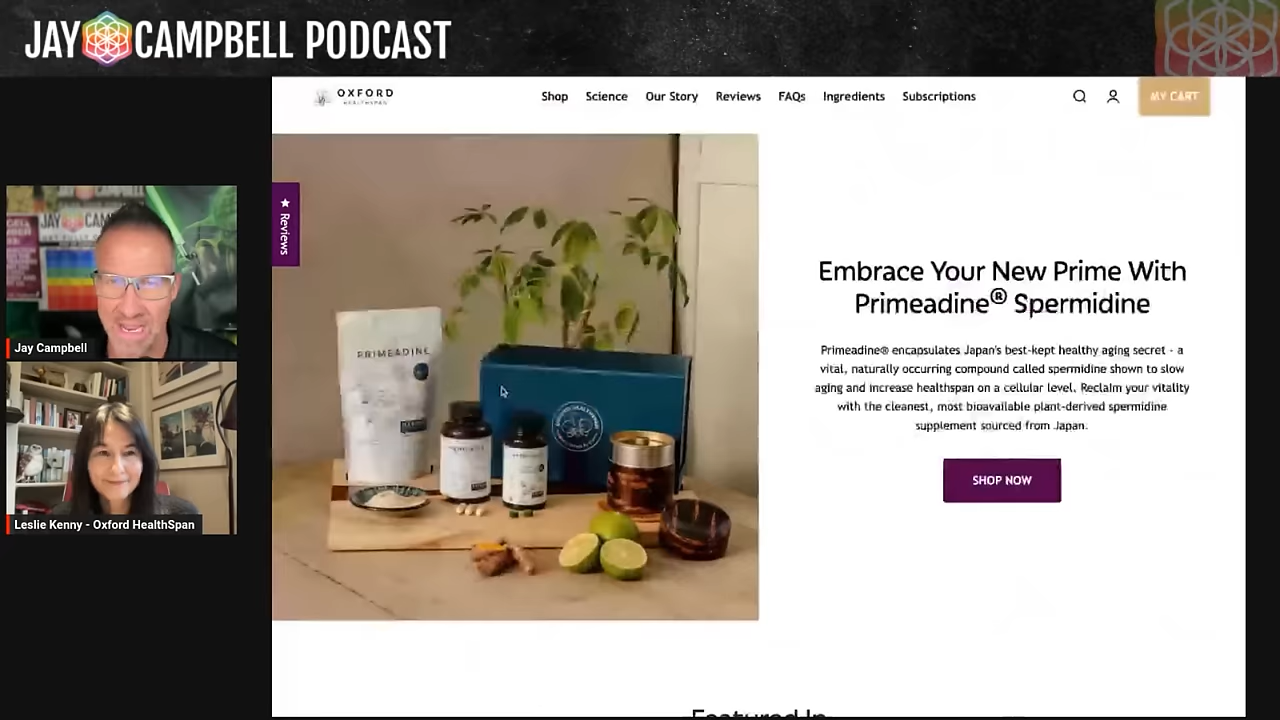 JAY CAMPBELL PODCAST
OXFORD
HEALTHSPAN
Shop Science Our Story Reviews FAQs Ingredients Subscriptions
MY CART
Reviews
PRIMEADINE
Embrace Your New Prime With
Primeadine® Spermidine
Primeadine® encapsulates Japan's best-kept healthy aging secret - a
vital, naturally occurring compound called spermidine shown to slow
aging and increase healthspan on a cellular level. Reclaim your vitality
with the cleanest, most bioavailable plant-derived spermidine
supplement sourced from Japan.
SHOP NOW
Jay Campbell
Leslie Kenny - Oxford HealthSpan
Featured In